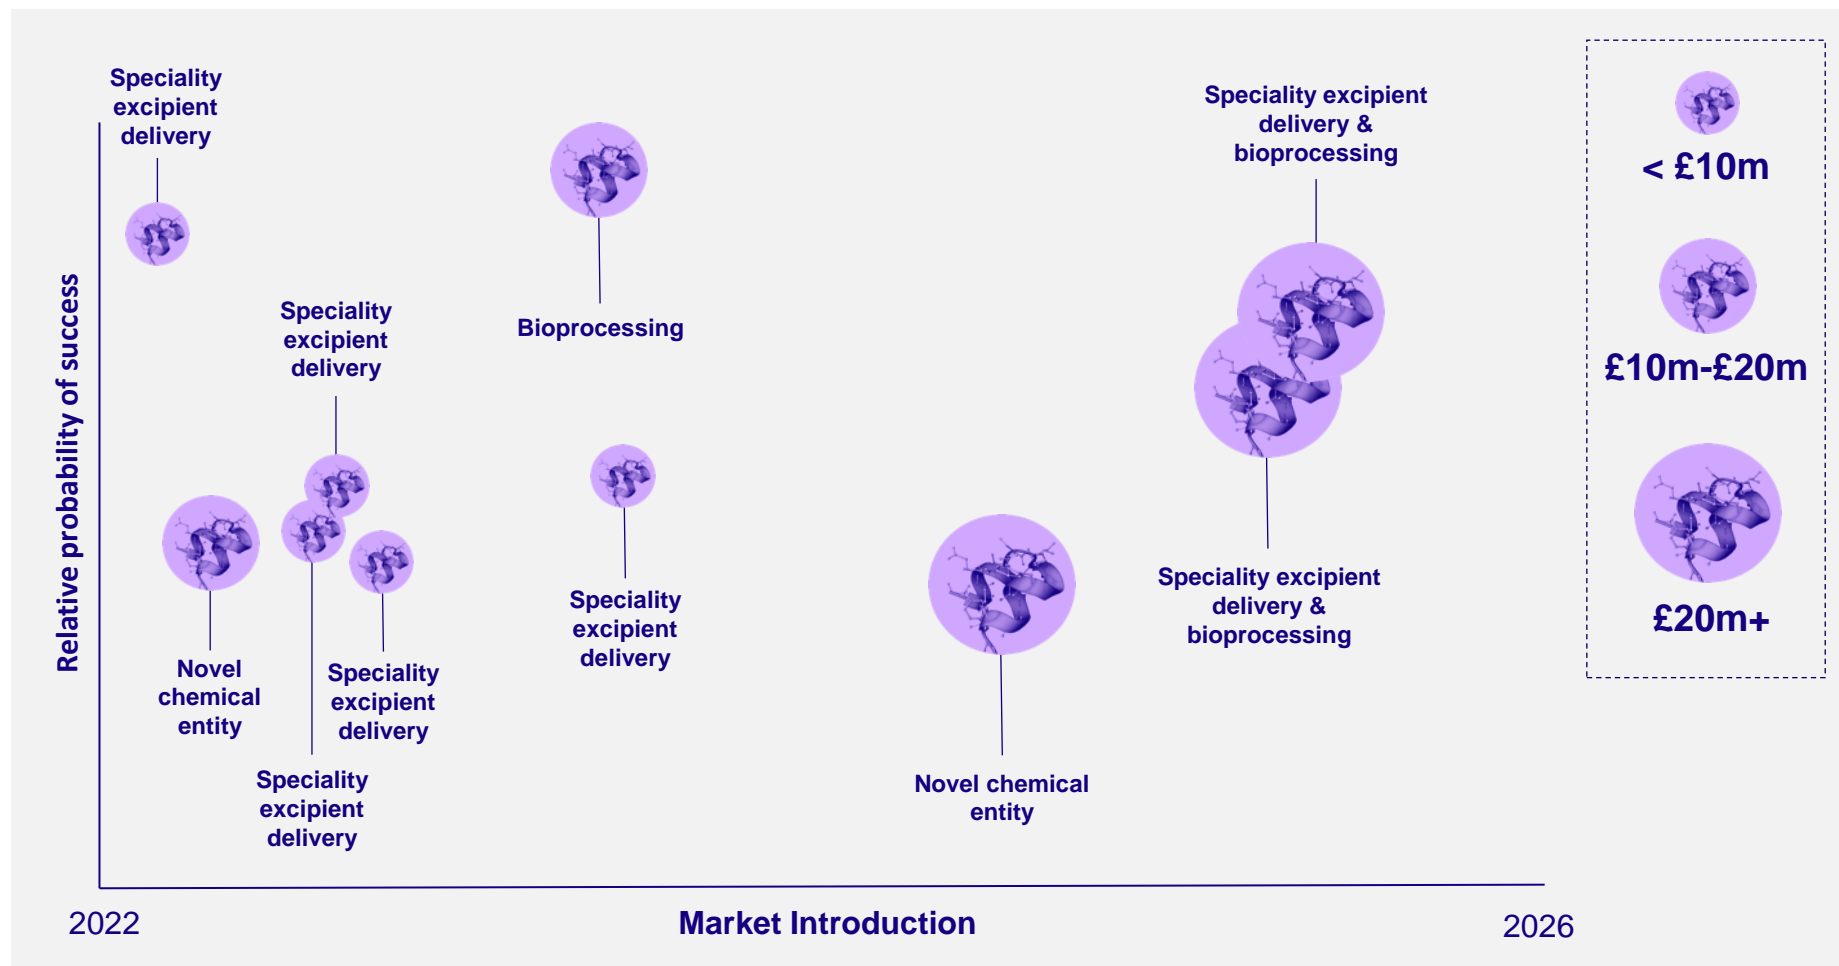 Speciality
excipient
delivery
Speciality excipient
delivery &
bioprocessing
< £10m
Relative probability of success
Speciality
excipient
delivery
Bioprocessing
£10m-£20m
Speciality
excipient
delivery
Speciality excipient
delivery &
bioprocessing
£20m+
Novel
chemical
entity
Speciality
excipient
delivery
Speciality
excipient
delivery
Novel chemical
entity
2022
Market Introduction
2026